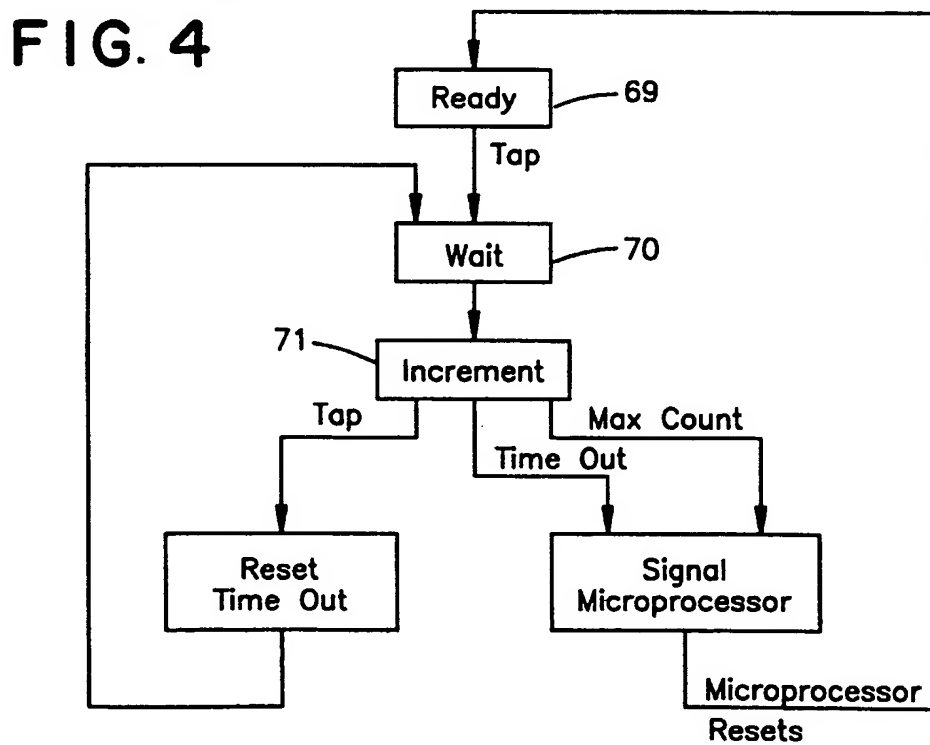 FIG. 4
Ready
69
Tap
Wait
70
71
Increment
Tap
Max Count
Time Out
Reset
Time Out
Signal
Microprocessor
Microprocessor
Resets